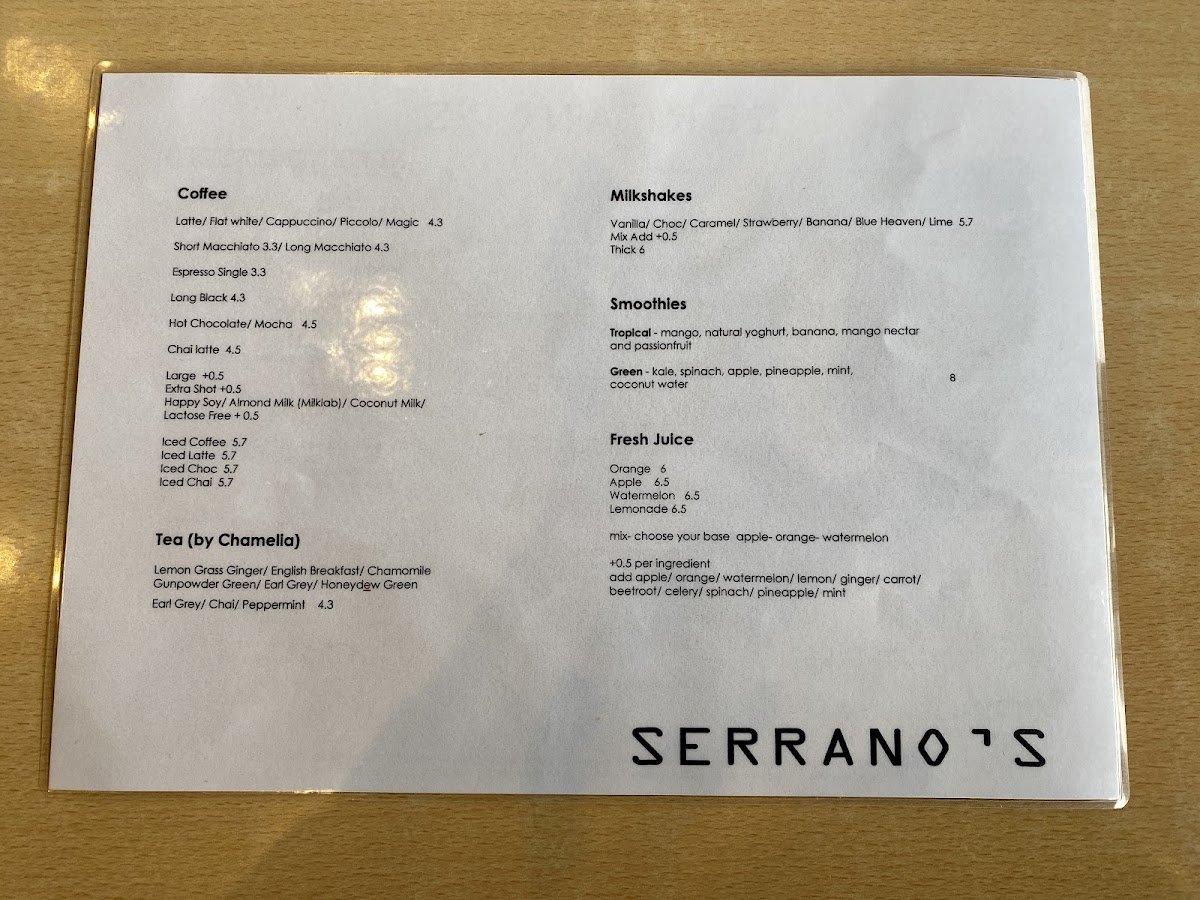 Coffee
Latte/ Flat white/ Cappuccino/ Piccolo/ Magic 4.3
Short Macchiato 3.3/ Long Macchiato 4.3
Espresso Single 3.3
Long Black 4.3
Hot Chocolate/ Mocha 4.5
Chai latte 4.5
Large +0.5
Extra Shot +0.5
Happy Soy/ Almond Milk (Milklab)/ Coconut Milk/
Lactose Free + 0.5
Iced Coffee 5.7
Iced Latte 5.7
Iced Choc 5.7
Iced Chai 5.7
Tea (by Chamelia)
Lemon Grass Ginger/ English Breakfast/ Chamomile
Gunpowder Green/ Earl Grey/ Honeydew Green
Earl Grey/ Chai/ Peppermint 4.3
Milkshakes
Vanilla/ Choc/ Caramel/ Strawberry/ Banana/ Blue Heaven/ Lime 5.7
Mix Add +0.5
Thick 6
Smoothies
Tropical - mango, natural yoghurt, banana, mango nectar
and passionfruit
Green - kale, spinach, apple, pineapple, mint,
coconut water
8
Fresh Juice
Orange 6
Apple 6.5
Watermelon 6.5
Lemonade 6.5
mix- choose your base apple- orange- watermelon
+0.5 per ingredient
add apple/ orange/ watermelon/ lemon/ ginger/ carrot/
beetroot/ celery/ spinach/ pineapple/ mint
SERRANO'S